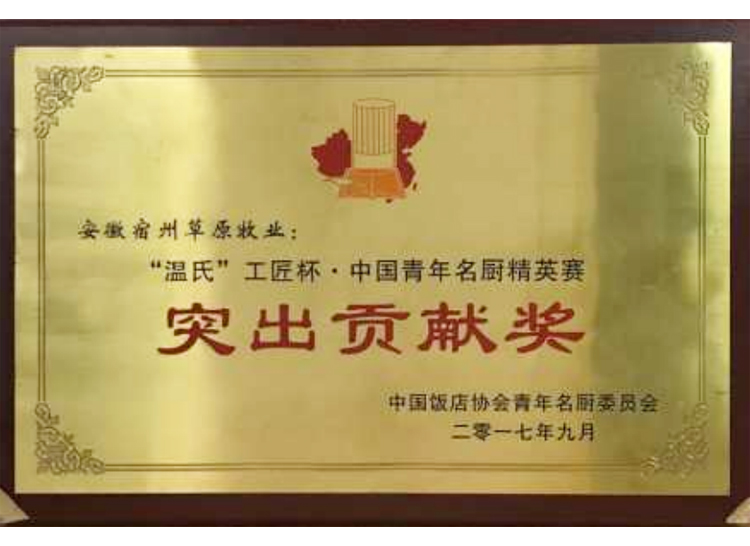 安徽宿州草原牧业：
“温氏”工匠杯·中国青年名厨精英赛
突出贡献奖
中国饭店协会青年名厨委员会
二零一七年九月